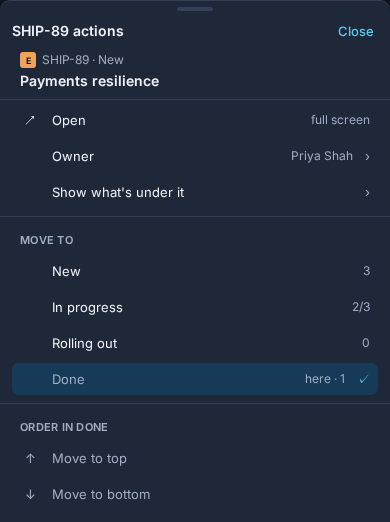 SHIP-89 actions Close
E SHIP-89 · New
Payments resilience
↗ Open full screen
Owner Priya Shah ›
Show what's under it ›
MOVE TO
New 3
In progress 2/3
Rolling out 0
Done here · 1 ✓
ORDER IN DONE
↑ Move to top
↓ Move to bottom